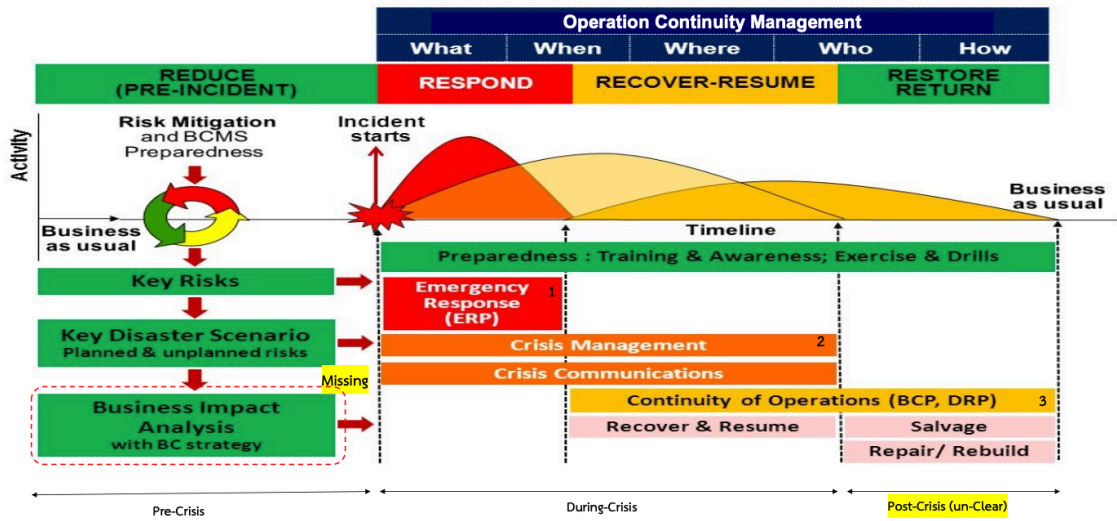 Operation Continuity Management
What When Where Who How
REDUCE
(PRE-INCIDENT)
RESPOND
RECOVER-RESUME
RESTORE
RETURN
Activity
Risk Mitigation
and BCMS
Preparedness
Incident
starts
Business
as usual
Business
as usual
Timeline
Preparedness : Training & Awareness; Exercise & Drills
Key Risks
Emergency
Response
(ERP)
1
Key Disaster Scenario
Planned & unplanned risks
Crisis Management
2
Missing
Crisis Communications
Business Impact
Analysis
with BC strategy
Continuity of Operations (BCP, DRP)
3
Recover & Resume
Salvage
Repair/ Rebuild
Pre-Crisis
During-Crisis
Post-Crisis (un-Clear)